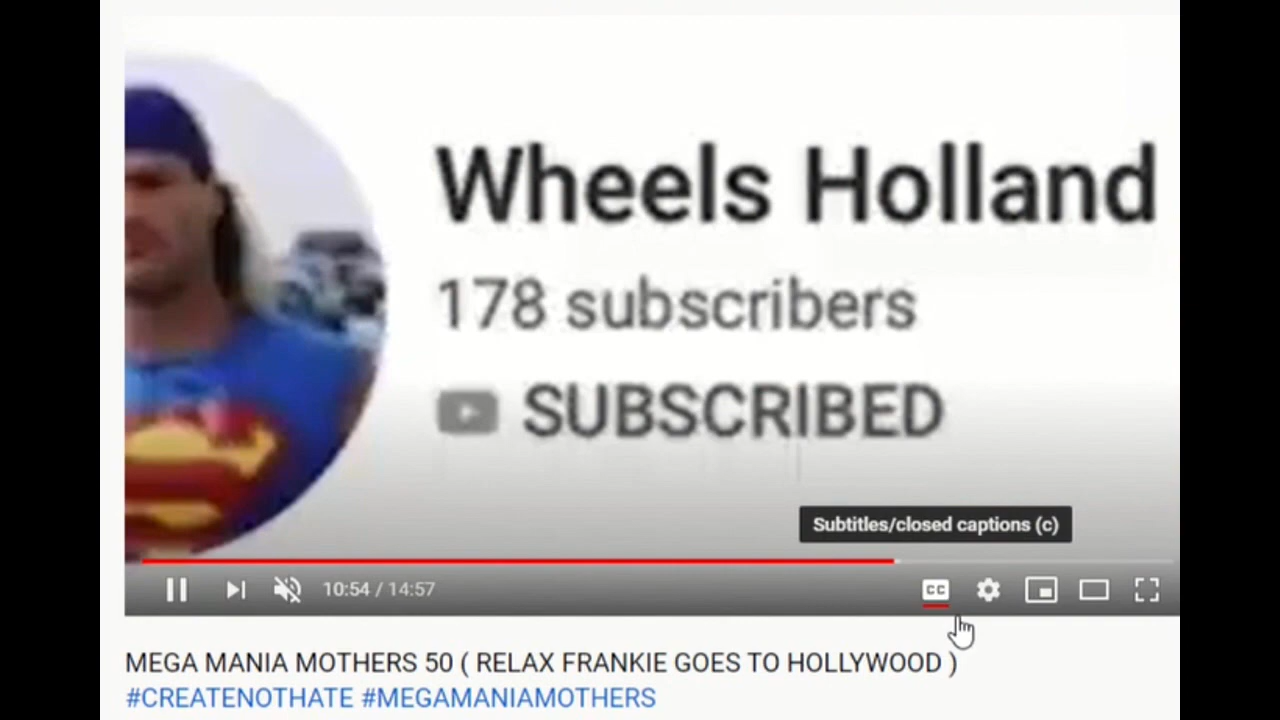 Wheels Holland
178 subscribers
SUBSCRIBED
Subtitles/closed captions (c)
10:54 / 14:57
CC
MEGA MANIA MOTHERS 50 ( RELAX FRANKIE GOES TO HOLLYWOOD )
#CREATENOTHATE #MEGAMANIAMOTHERS